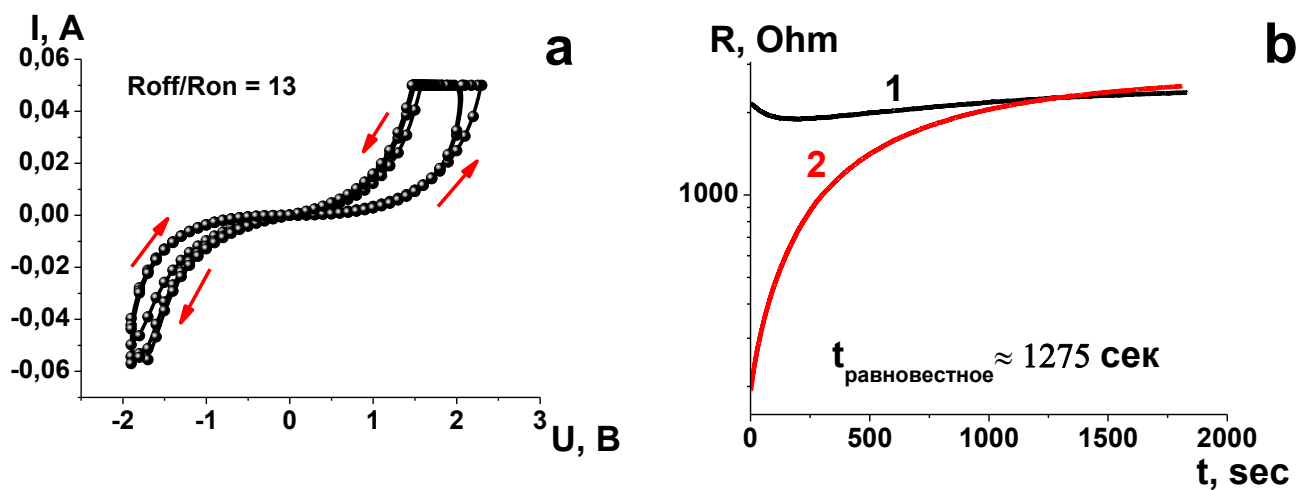 I, A
a
0,06
Roff/Ron = 13
0,04
0,02
0,00
-0,02
-0,04
-0,06
-2
-1
0
1
2
3
U, В
R, Ohm
b
1
2
1000
tравновестное ≈ 1275 сек
0
500
1000
1500
2000
t, sec